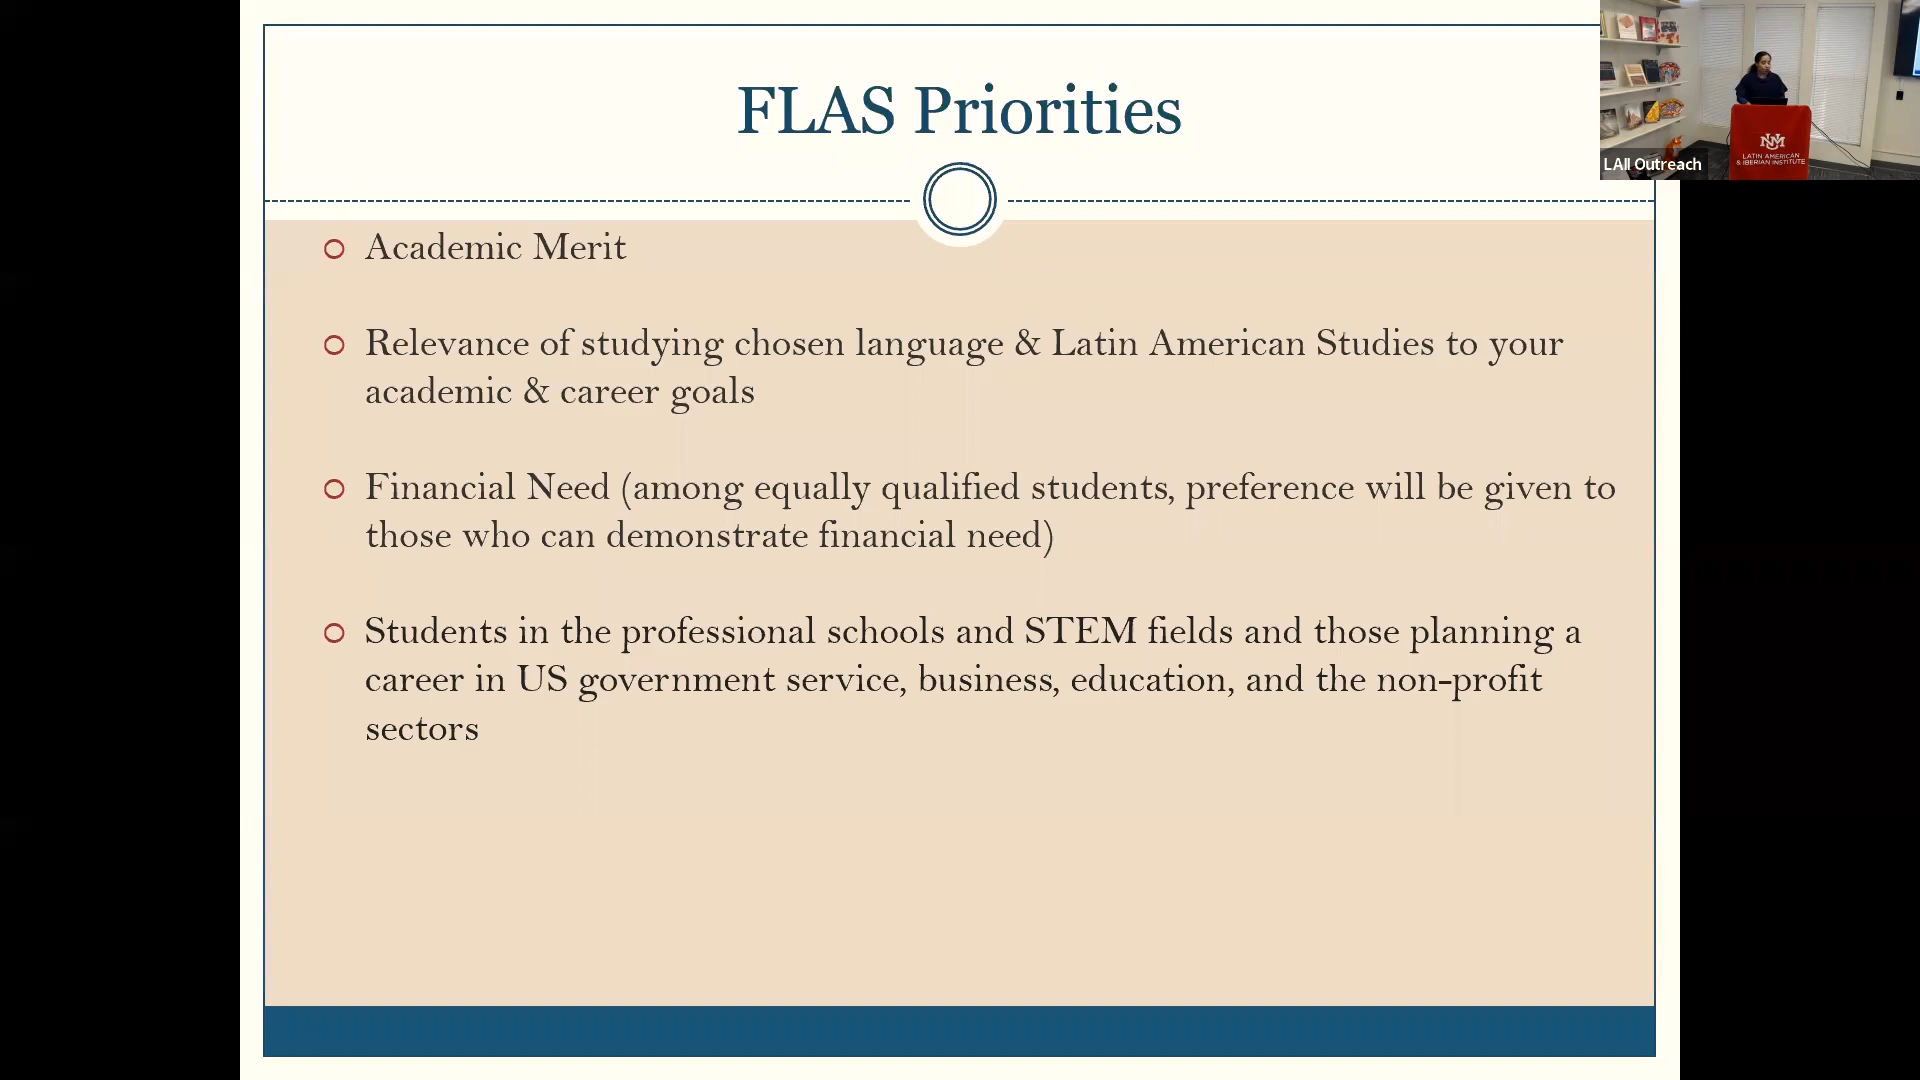 FLAS Priorities
Academic Merit
Relevance of studying chosen language & Latin American Studies to your
academic & career goals
Financial Need (among equally qualified students, preference will be given to
those who can demonstrate financial need)
Students in the professional schools and STEM fields and those planning a
career in US government service, business, education, and the non-profit
sectors
LAII Outreach
NM
LATIN AMERICAN
& IBERIAN INSTITUTE